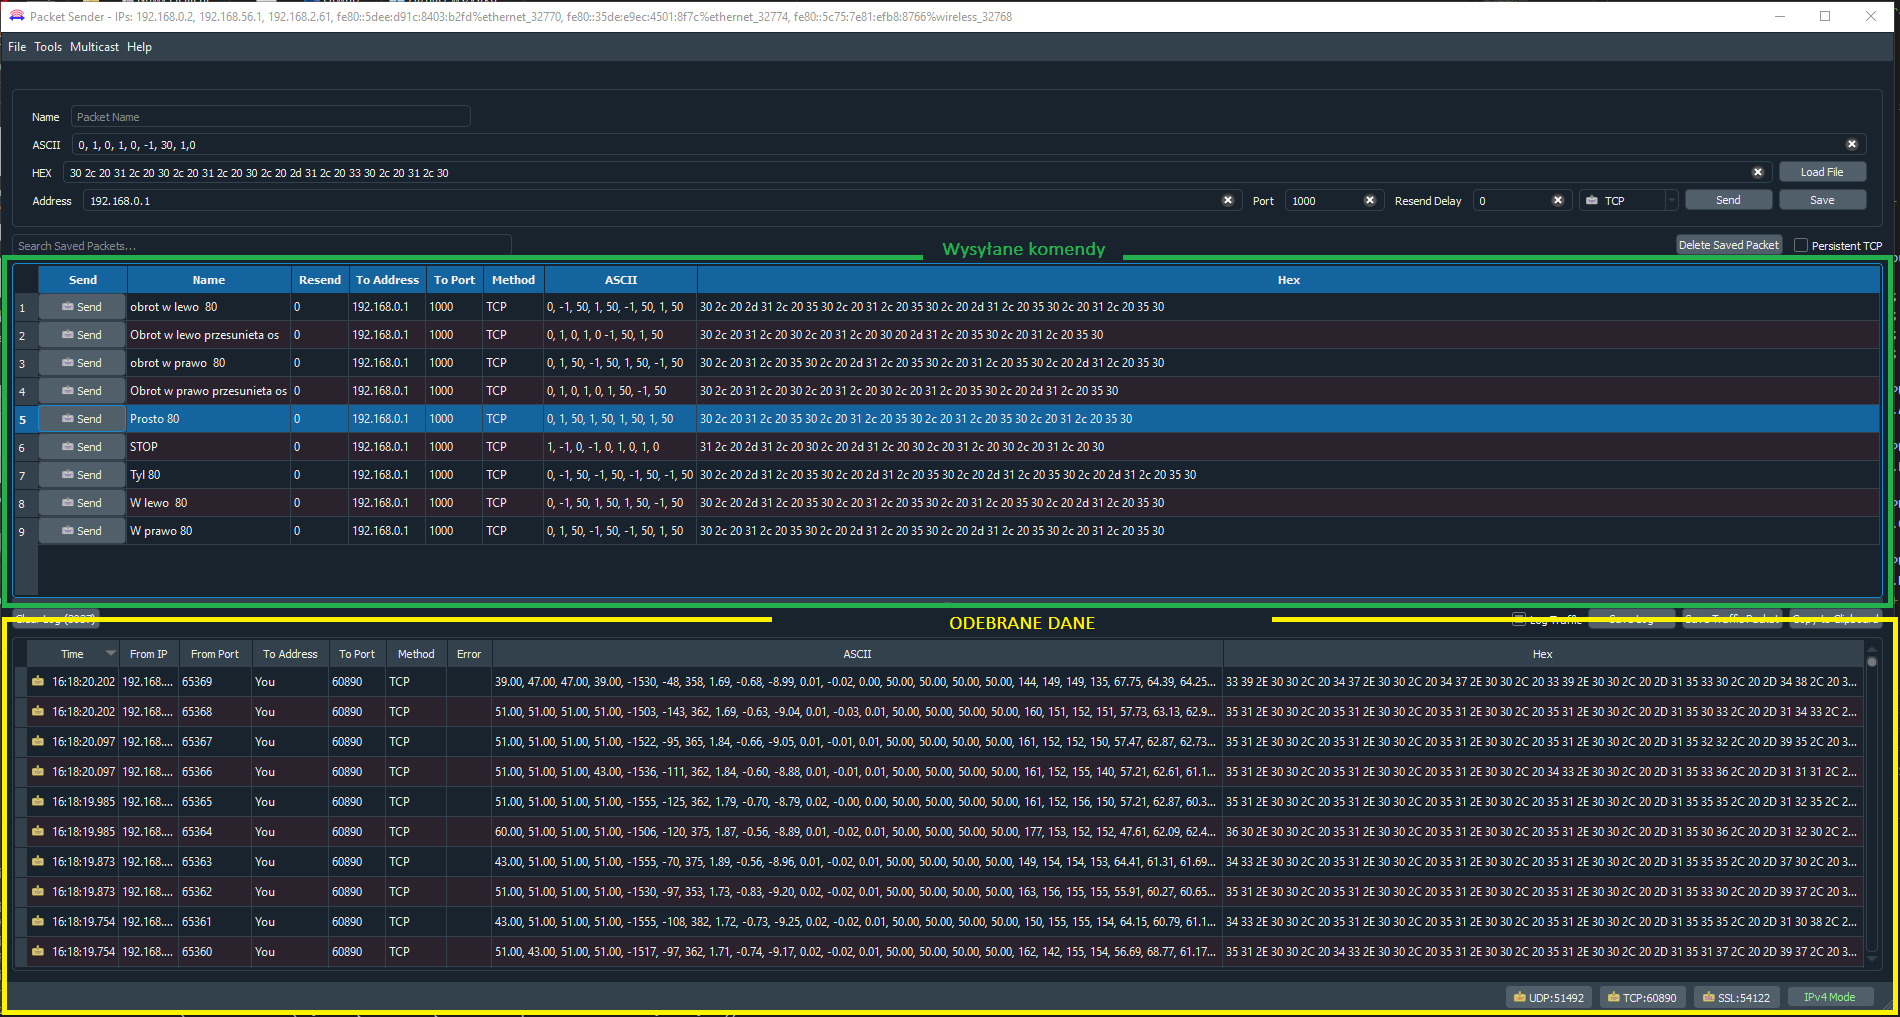 Packet Sender - IPs: 192.168.0.2, 192.168.56.1, 192.168.2.61, fe80::5dee:d91c:8403:b2fd%ethernet_32770, fe80::35de:e9ec:4501:8f7c%ethernet_32774, fe80::5c75:7e81:efb8:8766%wireless_32768
File Tools Multicast Help
Name Packet Name
ASCII 0, 1, 0, 1, 0, -1, 30, 1,0
HEX 30 2c 20 31 2c 20 30 2c 20 31 2c 20 30 2c 20 2d 31 2c 20 33 30 2c 20 31 2c 30 Load File
Address 192.168.0.1 Port 1000 Resend Delay 0 TCP Send Save
Search Saved Packets... Wysyłane komendy Delete Saved Packet Persistent TCP
Send Name Resend To Address To Port Method ASCII Hex
1 Send obrot w lewo 80 0 192.168.0.1 1000 TCP 0, -1, 50, 1, 50, -1, 50, 1, 50 30 2c 20 2d 31 2c 20 35 30 2c 20 31 2c 20 35 30 2c 20 2d 31 2c 20 35 30 2c 20 31 2c 20 35 30
2 Send Obrot w lewo przesunieta os 0 192.168.0.1 1000 TCP 0, 1, 0, 1, 0 -1, 50, 1, 50 30 2c 20 31 2c 20 30 2c 20 31 2c 20 30 20 2d 31 2c 20 35 30 2c 20 31 2c 20 35 30
3 Send obrot w prawo 80 0 192.168.0.1 1000 TCP 0, 1, 50, -1, 50, 1, 50, -1, 50 30 2c 20 31 2c 20 35 30 2c 20 2d 31 2c 20 35 30 2c 20 31 2c 20 35 30 2c 20 2d 31 2c 20 35 30
4 Send Obrot w prawo przesunieta os 0 192.168.0.1 1000 TCP 0, 1, 0, 1, 0, 1, 50, -1, 50 30 2c 20 31 2c 20 30 2c 20 31 2c 20 30 2c 20 31 2c 20 35 30 2c 20 2d 31 2c 20 35 30
5 Send Prosto 80 0 192.168.0.1 1000 TCP 0, 1, 50, 1, 50, 1, 50, 1, 50 30 2c 20 31 2c 20 35 30 2c 20 31 2c 20 35 30 2c 20 31 2c 20 35 30 2c 20 31 2c 20 35 30
6 Send STOP 0 192.168.0.1 1000 TCP 1, -1, 0, -1, 0, 1, 0, 1, 0 31 2c 20 2d 31 2c 20 30 2c 20 2d 31 2c 20 30 2c 20 31 2c 20 30 2c 20 31 2c 20 30
7 Send Tyl 80 0 192.168.0.1 1000 TCP 0, -1, 50, -1, 50, -1, 50, -1, 50 30 2c 20 2d 31 2c 20 35 30 2c 20 2d 31 2c 20 35 30 2c 20 2d 31 2c 20 35 30 2c 20 2d 31 2c 20 35 30
8 Send W lewo 80 0 192.168.0.1 1000 TCP 0, -1, 50, 1, 50, 1, 50, -1, 50 30 2c 20 2d 31 2c 20 35 30 2c 20 31 2c 20 35 30 2c 20 31 2c 20 35 30 2c 20 2d 31 2c 20 35 30
9 Send W prawo 80 0 192.168.0.1 1000 TCP 0, 1, 50, -1, 50, -1, 50, 1, 50 30 2c 20 31 2c 20 35 30 2c 20 2d 31 2c 20 35 30 2c 20 2d 31 2c 20 35 30 2c 20 31 2c 20 35 30
Clear Log ODEBRANE DANE Log Traffic Save Log Save Traffic Packet Copy to Clipboard
Time From IP From Port To Address To Port Method Error ASCII Hex
16:18:20.202 192.168.... 65369 You 60890 TCP 39.00, 47.00, 47.00, 39.00, -1530, -48, 358, 1.69, -0.68, -8.99, 0.01, -0.02, 0.00, 50.00, 50.00, 50.00, 50.00, 144, 149, 149, 135, 67.75, 64.39, 64.25... 33 39 2E 30 30 2C 20 34 37 2E 30 30 2C 20 34 37 2E 30 30 2C 20 33 39 2E 30 30 2C 20 2D 31 35 33 30 2C 20 2D 34 38 2C 20 3...
16:18:20.202 192.168.... 65368 You 60890 TCP 51.00, 51.00, 51.00, 51.00, -1503, -143, 362, 1.69, -0.63, -9.04, 0.01, -0.03, 0.01, 50.00, 50.00, 50.00, 50.00, 160, 151, 152, 151, 57.73, 63.13, 62.9... 35 31 2E 30 30 2C 20 35 31 2E 30 30 2C 20 35 31 2E 30 30 2C 20 35 31 2E 30 30 2C 20 2D 31 35 30 33 2C 20 2D 31 34 33 2C 2...
16:18:20.097 192.168.... 65367 You 60890 TCP 51.00, 51.00, 51.00, 51.00, -1522, -95, 365, 1.84, -0.66, -9.05, 0.01, -0.01, 0.01, 50.00, 50.00, 50.00, 50.00, 161, 152, 152, 150, 57.47, 62.87, 62.73... 35 31 2E 30 30 2C 20 35 31 2E 30 30 2C 20 35 31 2E 30 30 2C 20 35 31 2E 30 30 2C 20 2D 31 35 32 32 2C 20 2D 39 35 2C 20 3...
16:18:20.097 192.168.... 65366 You 60890 TCP 51.00, 51.00, 51.00, 43.00, -1536, -111, 362, 1.84, -0.60, -8.88, 0.01, -0.01, 0.01, 50.00, 50.00, 50.00, 50.00, 161, 152, 155, 140, 57.21, 62.61, 61.1... 35 31 2E 30 30 2C 20 35 31 2E 30 30 2C 20 35 31 2E 30 30 2C 20 34 33 2E 30 30 2C 20 2D 31 35 33 36 2C 20 2D 31 31 31 2C 2...
16:18:19.985 192.168.... 65365 You 60890 TCP 51.00, 51.00, 51.00, 51.00, -1555, -125, 362, 1.79, -0.70, -8.79, 0.02, -0.00, 0.00, 50.00, 50.00, 50.00, 50.00, 161, 152, 156, 150, 57.21, 62.87, 60.3... 35 31 2E 30 30 2C 20 35 31 2E 30 30 2C 20 35 31 2E 30 30 2C 20 35 31 2E 30 30 2C 20 2D 31 35 35 35 2C 20 2D 31 32 35 2C 2...
16:18:19.985 192.168.... 65364 You 60890 TCP 60.00, 51.00, 51.00, 51.00, -1506, -120, 375, 1.87, -0.56, -8.89, 0.01, -0.02, 0.01, 50.00, 50.00, 50.00, 50.00, 177, 153, 152, 152, 47.61, 62.09, 62.4... 36 30 2E 30 30 2C 20 35 31 2E 30 30 2C 20 35 31 2E 30 30 2C 20 35 31 2E 30 30 2C 20 2D 31 35 30 36 2C 20 2D 31 32 30 2C 2...
16:18:19.873 192.168.... 65363 You 60890 TCP 43.00, 51.00, 51.00, 51.00, -1555, -70, 375, 1.89, -0.56, -8.96, 0.01, -0.02, 0.01, 50.00, 50.00, 50.00, 50.00, 149, 154, 154, 153, 64.41, 61.31, 61.69... 34 33 2E 30 30 2C 20 35 31 2E 30 30 2C 20 35 31 2E 30 30 2C 20 35 31 2E 30 30 2C 20 2D 31 35 35 35 2C 20 2D 37 30 2C 20 3...
16:18:19.873 192.168.... 65362 You 60890 TCP 51.00, 51.00, 51.00, 51.00, -1530, -97, 353, 1.73, -0.83, -9.20, 0.02, -0.02, 0.01, 50.00, 50.00, 50.00, 50.00, 163, 156, 155, 155, 55.91, 60.27, 60.65... 35 31 2E 30 30 2C 20 35 31 2E 30 30 2C 20 35 31 2E 30 30 2C 20 35 31 2E 30 30 2C 20 2D 31 35 33 30 2C 20 2D 39 37 2C 20 3...
16:18:19.754 192.168.... 65361 You 60890 TCP 43.00, 51.00, 51.00, 51.00, -1555, -108, 382, 1.72, -0.73, -9.25, 0.02, -0.02, 0.01, 50.00, 50.00, 50.00, 50.00, 150, 155, 155, 154, 64.15, 60.79, 61.1... 34 33 2E 30 30 2C 20 35 31 2E 30 30 2C 20 35 31 2E 30 30 2C 20 35 31 2E 30 30 2C 20 2D 31 35 35 35 2C 20 2D 31 30 38 2C 2...
16:18:19.754 192.168.... 65360 You 60890 TCP 51.00, 43.00, 51.00, 51.00, -1517, -97, 362, 1.71, -0.74, -9.17, 0.02, -0.02, 0.01, 50.00, 50.00, 50.00, 50.00, 162, 142, 155, 154, 56.69, 68.77, 61.17... 35 31 2E 30 30 2C 20 34 33 2E 30 30 2C 20 35 31 2E 30 30 2C 20 35 31 2E 30 30 2C 20 2D 31 35 31 37 2C 20 2D 39 37 2C 20 3...
UDP:51492 TCP:60890 SSL:54122 IPv4 Mode